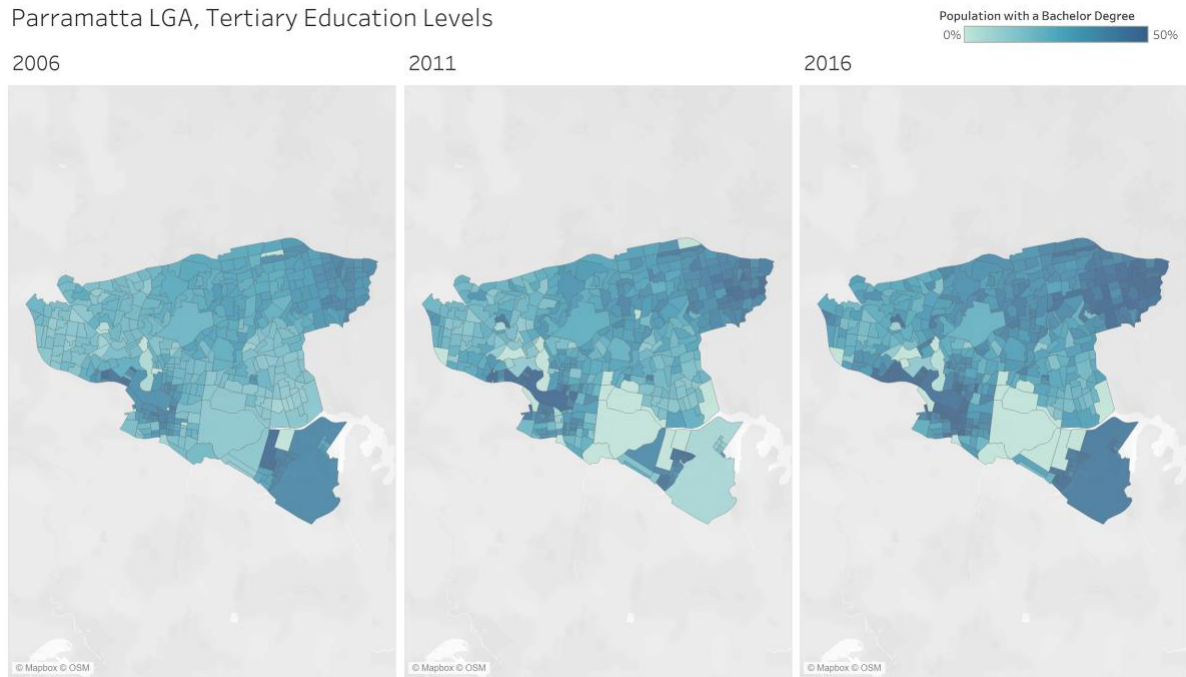 Parramatta LGA, Tertiary Education Levels
Population with a Bachelor Degree
0% 50%
2006
2011
2016
© Mapbox © OSM
© Mapbox © OSM
© Mapbox © OSM